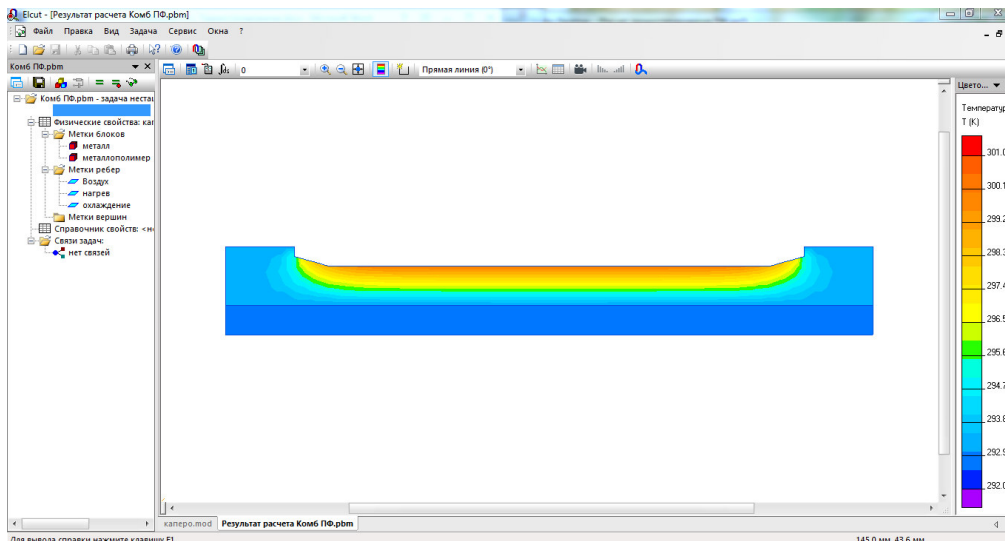 Elcut - [Результат расчета Комб ПФ.pbm]
Файл Правка Вид Задача Сервис Окна ?
Комб ПФ.pbm
0
Прямая линия (0°)
Комб ПФ.pbm - задача нестац
Физические свойства: кап
Метки блоков
металл
металлополимер
Метки ребер
Воздух
нагрев
охлаждение
Метки вершин
Справочник свойств: <н
Связи задач:
нет связей
Цвето...
Температур
T (K)
301.0
300.1
299.2
298.3
297.4
296.5
295.6
294.7
293.8
292.9
292.0
каперо.mod Результат расчета Комб ПФ.pbm
Для вывода справки нажмите клавишу F1
145.0 мм, 43.6 мм